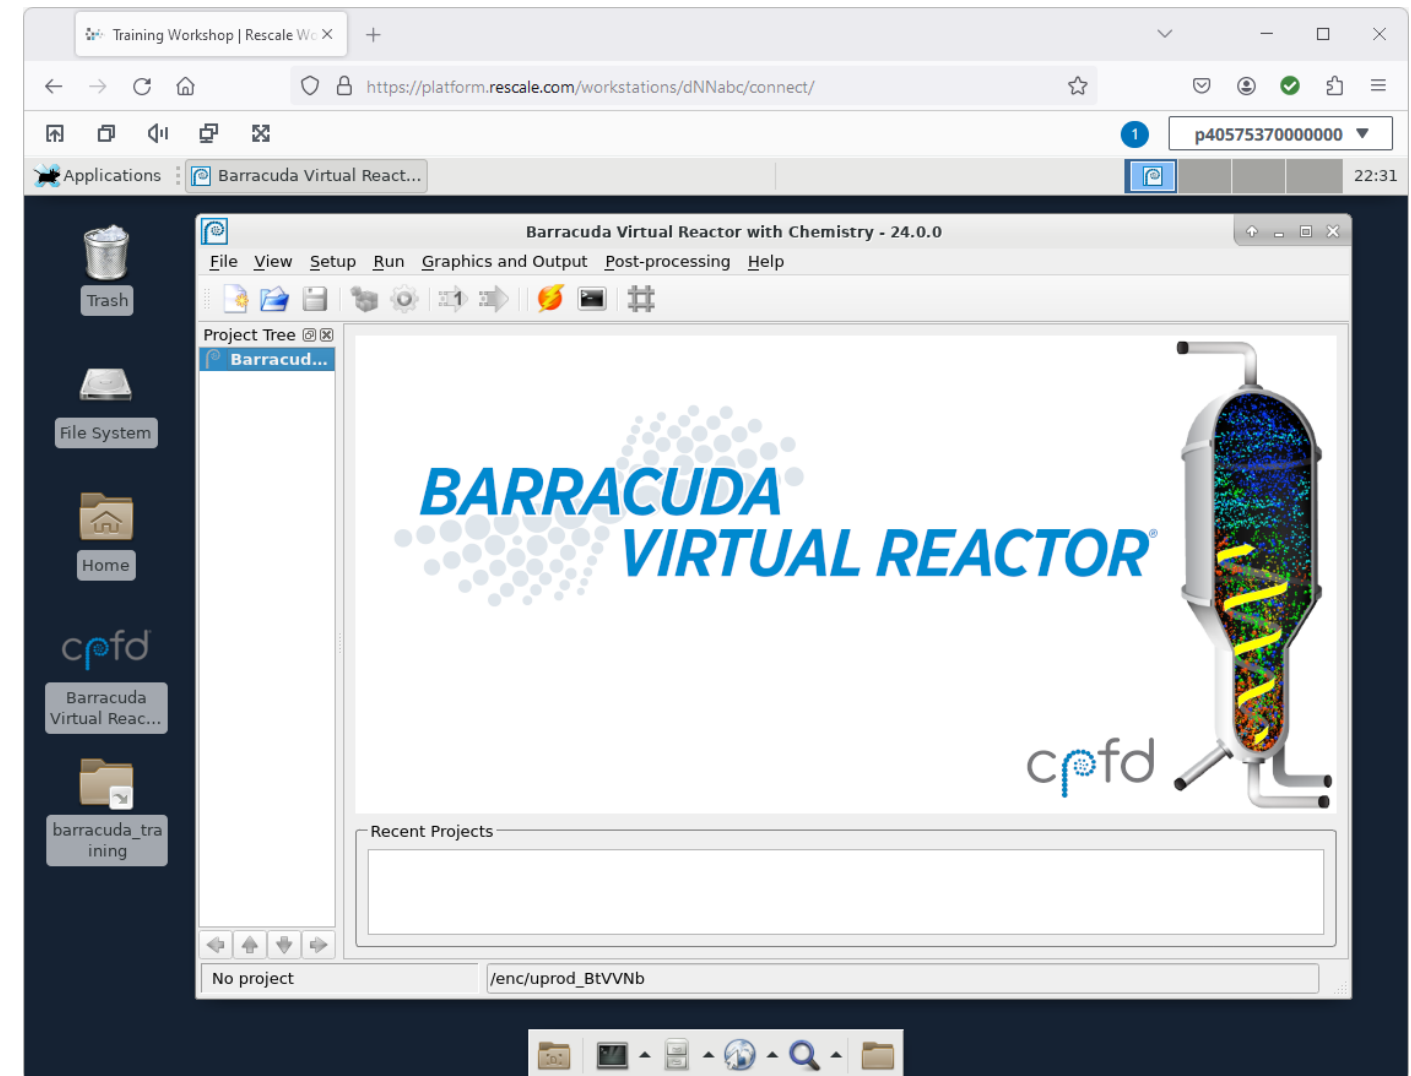 Training Workshop | Rescale Wo
https://platform.rescale.com/workstations/dNNabc/connect/
1
p40575370000000
Applications
Barracuda Virtual React...
22:31
Trash
File System
Home
cpfd
Barracuda
Virtual Reac...
barracuda_tra
ining
Barracuda Virtual Reactor with Chemistry - 24.0.0
File View Setup Run Graphics and Output Post-processing Help
1
Project Tree
Barracud...
BARRACUDA
VIRTUAL REACTOR®
cpfd
Recent Projects
No project
/enc/uprod_BtVVNb